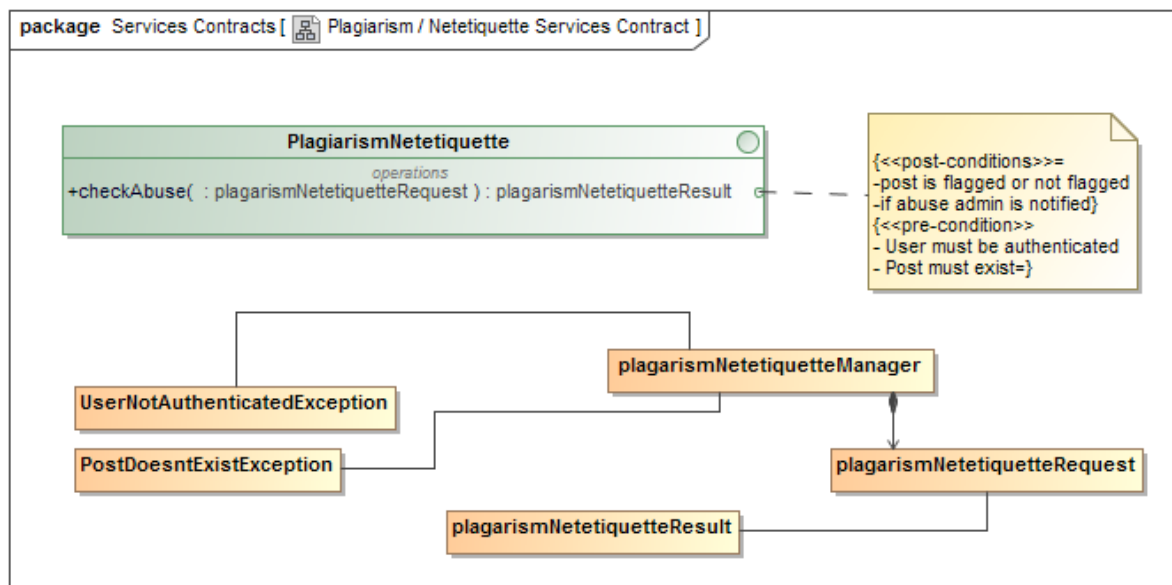 package Services Contracts [ Plagiarism / Netetiquette Services Contract ]
PlagiarismNetetiquette
operations
+checkAbuse( : plagarismNetetiquetteRequest ) : plagarismNetetiquetteResult
{<<post-conditions>>=
-post is flagged or not flagged
-if abuse admin is notified}
{<<pre-condition>>
- User must be authenticated
- Post must exist=}
plagarismNetetiquetteManager
UserNotAuthenticatedException
PostDoesntExistException
plagarismNetetiquetteRequest
plagarismNetetiquetteResult